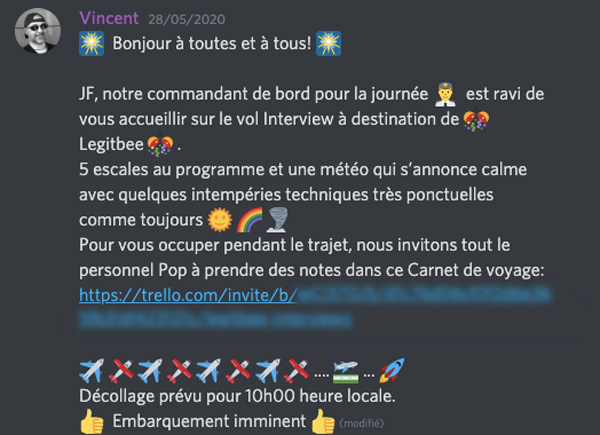 Vincent 28/05/2020
Bonjour à toutes et à tous!
JF, notre commandant de bord pour la journée est ravi de
vous accueillir sur le vol Interview à destination de
Legitbee .
5 escales au programme et une météo qui s’annonce calme
avec quelques intempéries techniques très ponctuelles
comme toujours
Pour vous occuper pendant le trajet, nous invitons tout le
personnel Pop à prendre des notes dans ce Carnet de voyage:
https://trello.com/invite/b/
.... ...
Décollage prévu pour 10h00 heure locale.
Embarquement imminent (modifié)